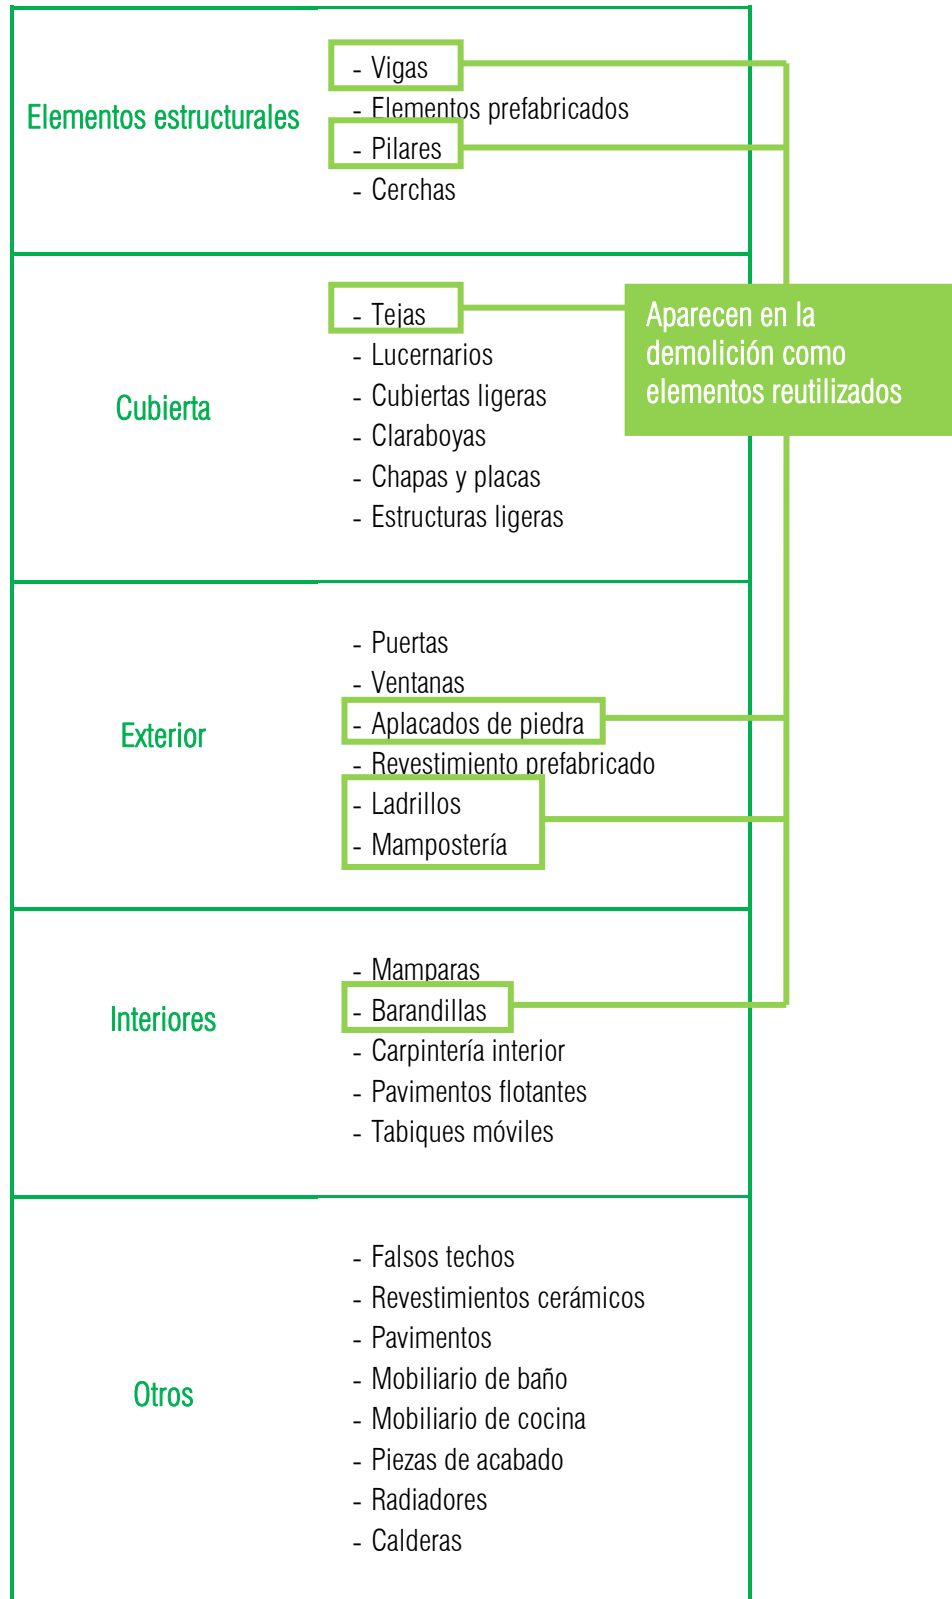 Elementos estructurales
- Vigas
- Elementos prefabricados
- Pilares
- Cerchas
Cubierta
- Tejas
- Lucernarios
- Cubiertas ligeras
- Claraboyas
- Chapas y placas
- Estructuras ligeras
Aparecen en la
demolición como
elementos reutilizados
Exterior
- Puertas
- Ventanas
- Aplacados de piedra
- Revestimiento prefabricado
- Ladrillos
- Mampostería
Interiores
- Mamparas
- Barandillas
- Carpintería interior
- Pavimentos flotantes
- Tabiques móviles
Otros
- Falsos techos
- Revestimientos cerámicos
- Pavimentos
- Mobiliario de baño
- Mobiliario de cocina
- Piezas de acabado
- Radiadores
- Calderas